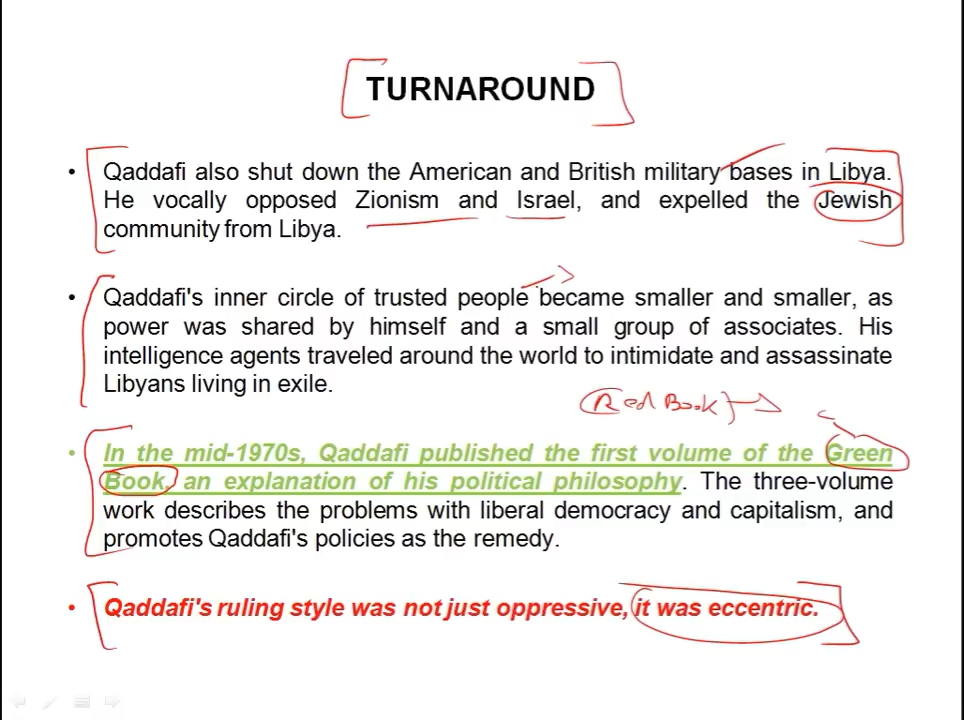 TURNAROUND
• Qaddafi also shut down the American and British military bases in Libya.
He vocally opposed Zionism and Israel, and expelled the Jewish
community from Libya.
• Qaddafi's inner circle of trusted people became smaller and smaller, as
power was shared by himself and a small group of associates. His
intelligence agents traveled around the world to intimidate and assassinate
Libyans living in exile.
Red Book
• In the mid-1970s, Qaddafi published the first volume of the Green
Book, an explanation of his political philosophy. The three-volume
work describes the problems with liberal democracy and capitalism, and
promotes Qaddafi's policies as the remedy.
• Qaddafi's ruling style was not just oppressive, it was eccentric.